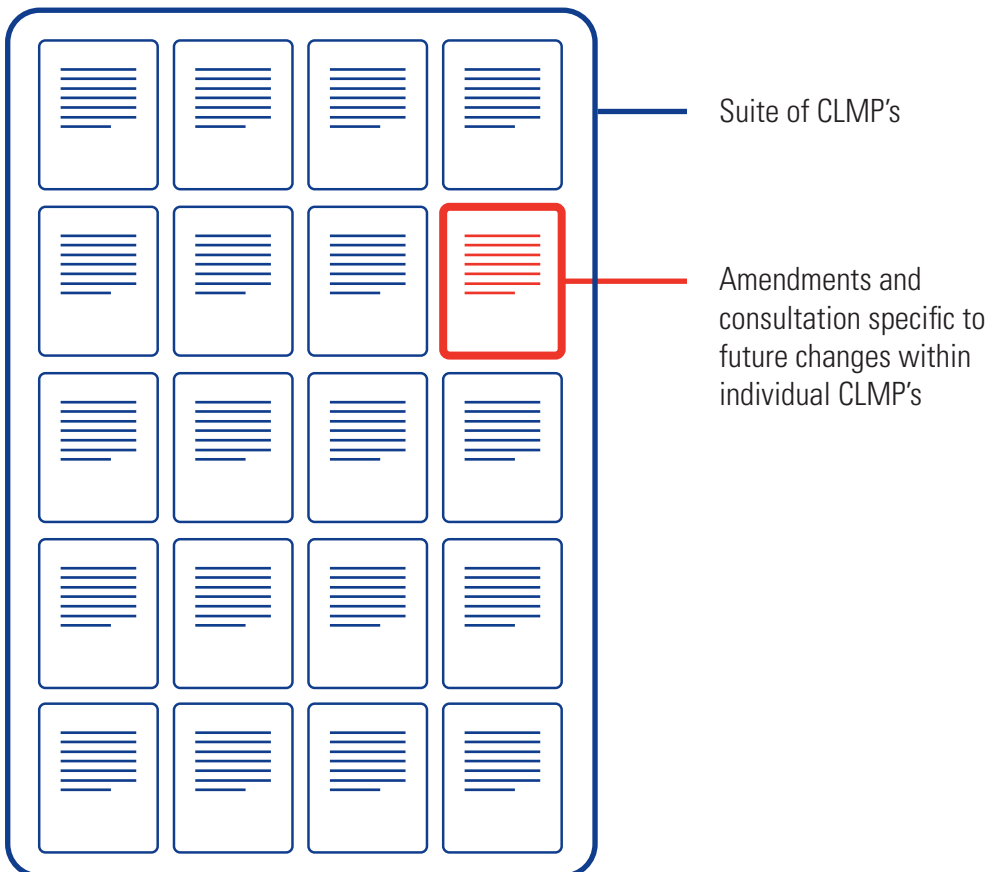 Suite of CLMP’s
Amendments and
consultation specific to
future changes within
individual CLMP’s